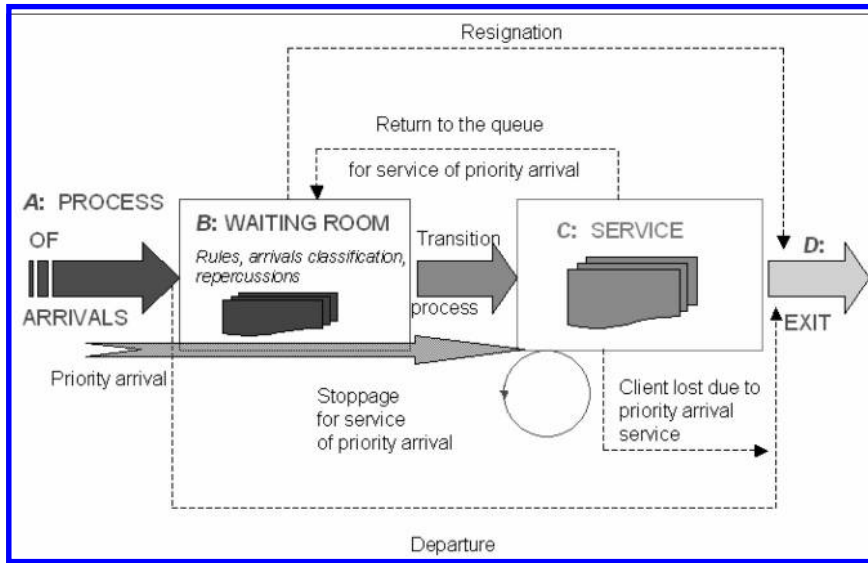 Resignation
Return to the queue
for service of priority arrival
A: PROCESS
OF
ARRIVALS
B: WAITING ROOM
Rules, arrivals classification,
repercussions
Transition
process
C: SERVICE
D:
EXIT
Priority arrival
Stoppage
for service
of priority arrival
Client lost due to
priority arrival
service
Departure